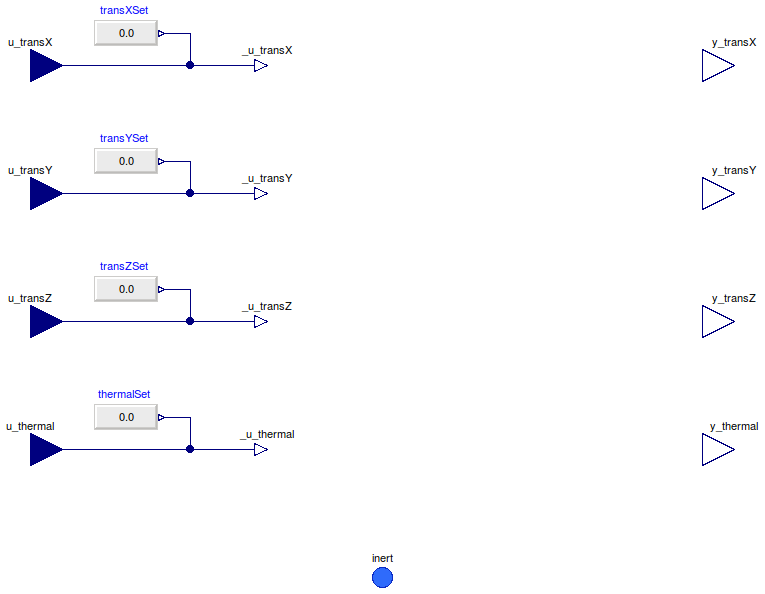 transXSet
u_transX
0.0
_u_transX
y_transX
transYSet
u_transY
0.0
_u_transY
y_transY
transZSet
u_transZ
0.0
_u_transZ
y_transZ
thermalSet
u_thermal
0.0
_u_thermal
y_thermal
inert